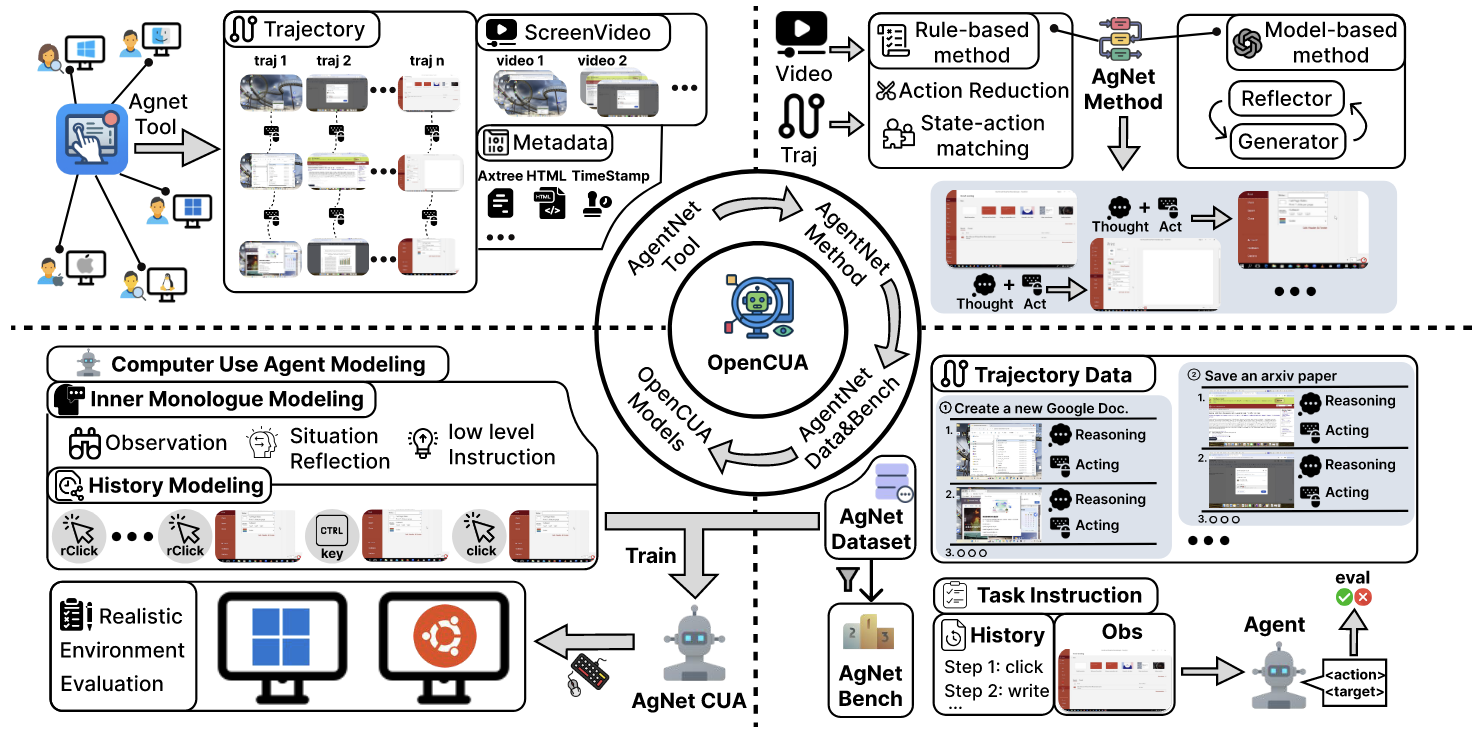 Agnet
Tool
Trajectory
traj 1
traj 2
traj n
ScreenVideo
video 1
video 2
Metadata
Axtree
HTML
TimeStamp
HTML
Video
Traj
Rule-based
method
Action Reduction
State-action
matching
AgNet
Method
Model-based
method
Reflector
Generator
Thought + Act
Thought + Act
AgentNet
Tool
AgentNet
Method
AgentNet
Data&Bench
OpenCUA
Models
OpenCUA
Computer Use Agent Modeling
Inner Monologue Modeling
Observation
Situation
Reflection
low level
Instruction
History Modeling
rClick
rClick
CTRL
key
click
Train
Realistic
Environment
Evaluation
AgNet CUA
AgNet
Dataset
AgNet
Bench
2 1 3
Trajectory Data
① Create a new Google Doc.
1.
Reasoning
Acting
2.
Reasoning
Acting
3.
② Save an arxiv paper
1.
Reasoning
Acting
2.
Reasoning
Acting
3.
Task Instruction
History
Step 1: click
Step 2: write
...
Obs
Agent
eval
<action>
<target>